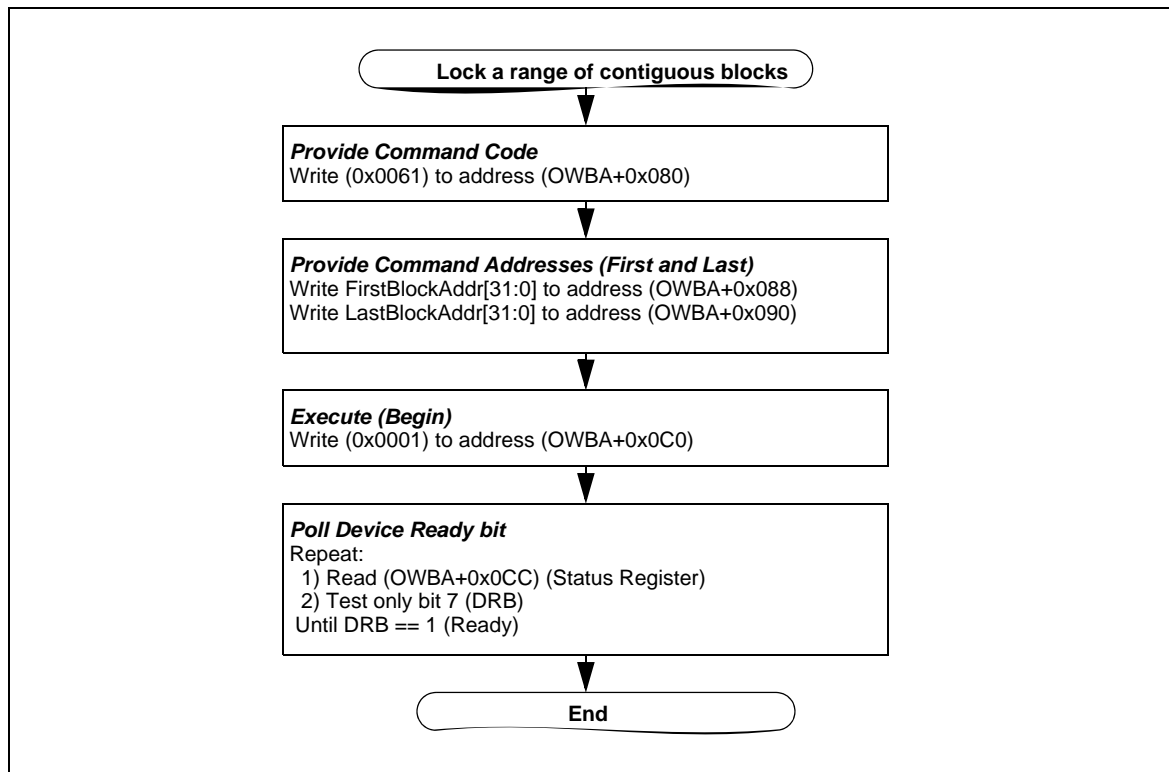 Lock a range of contiguous blocks
Provide Command Code
Write (0x0061) to address (OWBA+0x080)
Provide Command Addresses (First and Last)
Write FirstBlockAddr[31:0] to address (OWBA+0x088)
Write LastBlockAddr[31:0] to address (OWBA+0x090)
Execute (Begin)
Write (0x0001) to address (OWBA+0x0C0)
Poll Device Ready bit
Repeat:
1) Read (OWBA+0x0CC) (Status Register)
2) Test only bit 7 (DRB)
Until DRB == 1 (Ready)
End